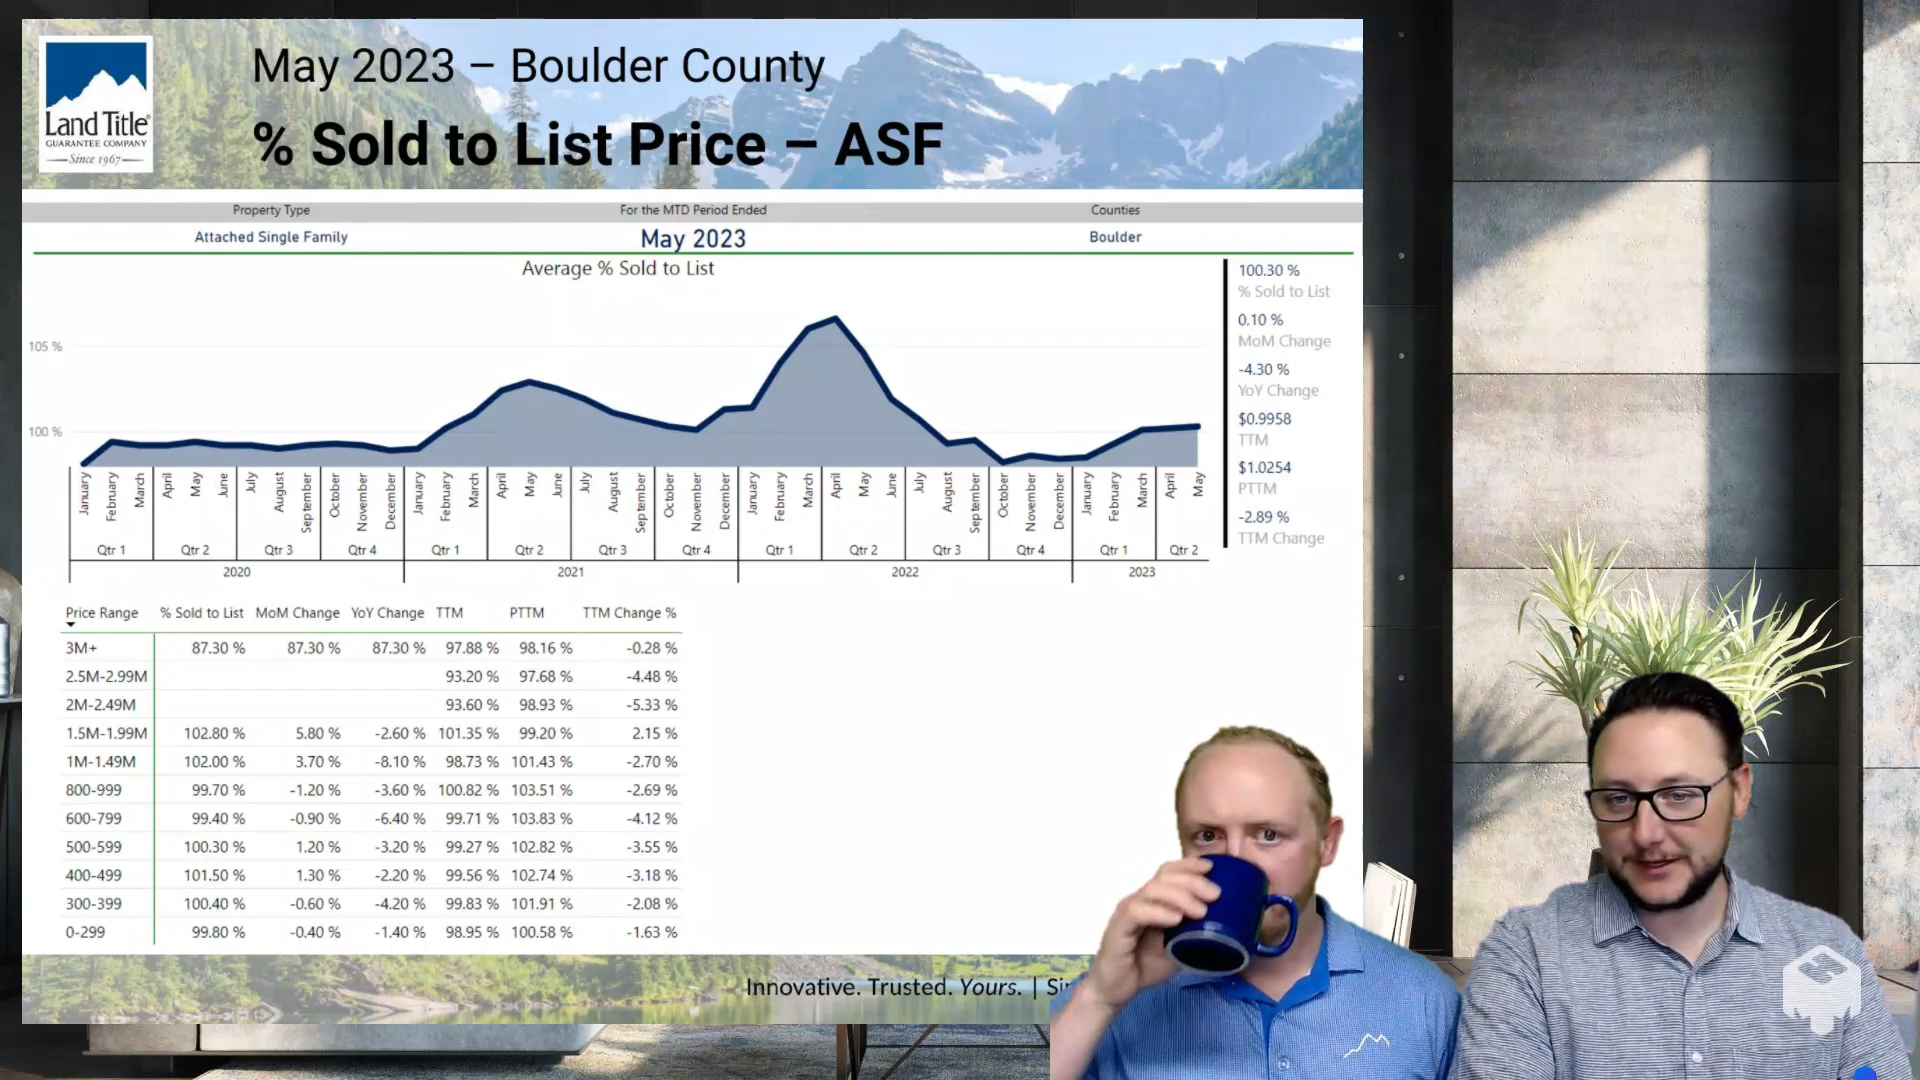 May 2023 – Boulder County
% Sold to List Price – ASF
Land Title
GUARANTEE COMPANY
Since 1967
Property Type
For the MTD Period Ended
Counties
Attached Single Family
May 2023
Boulder
Average % Sold to List
105 %
100 %
100.30 %
% Sold to List
0.10 %
MoM Change
-4.30 %
YoY Change
$0.9958
TTM
$1.0254
PTTM
-2.89 %
TTM Change
January February March April May June July August September October November December January February March April May June July August September October November December January February March April May June July August September October November December January February March April May
Qtr 1 Qtr 2 Qtr 3 Qtr 4 Qtr 1 Qtr 2 Qtr 3 Qtr 4 Qtr 1 Qtr 2 Qtr 3 Qtr 4 Qtr 1 Qtr 2
2020 2021 2022 2023
Price Range % Sold to List MoM Change YoY Change TTM PTTM TTM Change %
3M+ 87.30 % 87.30 % 87.30 % 97.88 % 98.16 % -0.28 %
2.5M-2.99M 93.20 % 97.68 % -4.48 %
2M-2.49M 93.60 % 98.93 % -5.33 %
1.5M-1.99M 102.80 % 5.80 % -2.60 % 101.35 % 99.20 % 2.15 %
1M-1.49M 102.00 % 3.70 % -8.10 % 98.73 % 101.43 % -2.70 %
800-999 99.70 % -1.20 % -3.60 % 100.82 % 103.51 % -2.69 %
600-799 99.40 % -0.90 % -6.40 % 99.71 % 103.83 % -4.12 %
500-599 100.30 % 1.20 % -3.20 % 99.27 % 102.82 % -3.55 %
400-499 101.50 % 1.30 % -2.20 % 99.56 % 102.74 % -3.18 %
300-399 100.40 % -0.60 % -4.20 % 99.83 % 101.91 % -2.08 %
0-299 99.80 % -0.40 % -1.40 % 98.95 % 100.58 % -1.63 %
Innovative. Trusted. Yours. |